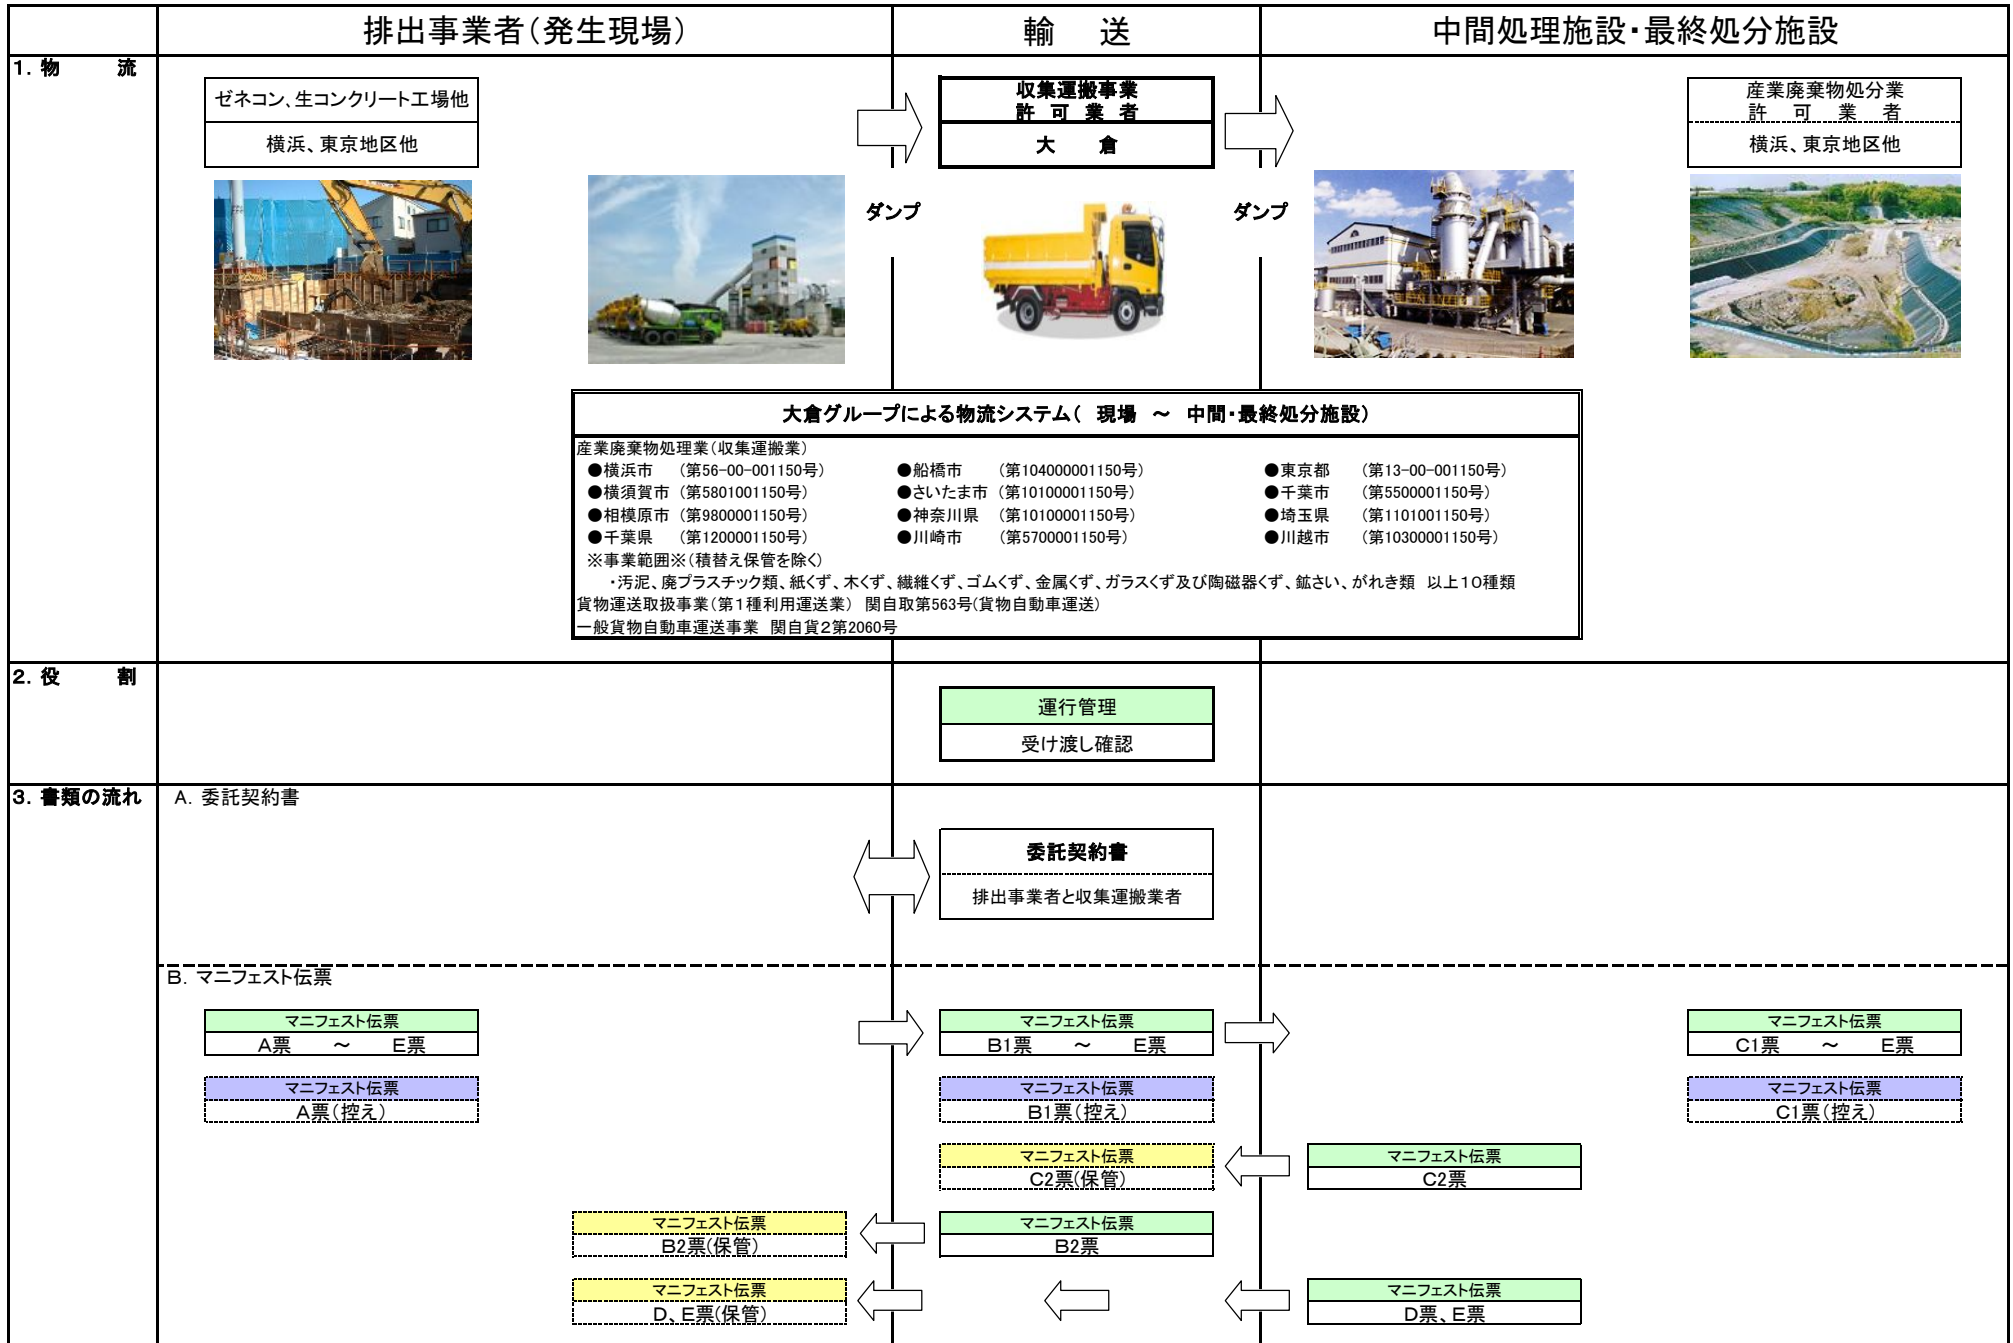 排出事業者(発生現場)
輸 送
中間処理施設・最終処分施設
1. 物 流
ゼネコン、生コンクリート工場他
横浜、東京地区他
収集運搬事業
許 可 業 者
大 倉
産業廃棄物処分業
許 可 業 者
横浜、東京地区他
ダンプ
ダンプ
大倉グループによる物流システム( 現場 ～ 中間・最終処分施設)
産業廃棄物処理業(収集運搬業)
●横浜市 (第56-00-001150号) ●船橋市 (第104000001150号) ●東京都 (第13-00-001150号)
●横須賀市 (第5801001150号) ●さいたま市 (第10100001150号) ●千葉市 (第5500001150号)
●相模原市 (第9800001150号) ●神奈川県 (第10100001150号) ●埼玉県 (第1101001150号)
●千葉県 (第1200001150号) ●川崎市 (第5700001150号) ●川越市 (第10300001150号)
※事業範囲※(積替え保管を除く)
・汚泥、廃プラスチック類、紙くず、木くず、繊維くず、ゴムくず、金属くず、ガラスくず及び陶磁器くず、鉱さい、がれき類 以上10種類
貨物運送取扱事業(第1種利用運送業) 関自取第563号(貨物自動車運送)
一般貨物自動車運送事業 関自貨2第2060号
2. 役 割
運行管理
受け渡し確認
3. 書類の流れ
A. 委託契約書
委託契約書
排出事業者と収集運搬業者
B. マニフェスト伝票
マニフェスト伝票
A票 ～ E票
マニフェスト伝票
B1票 ～ E票
マニフェスト伝票
C1票 ～ E票
マニフェスト伝票
A票(控え)
マニフェスト伝票
B1票(控え)
マニフェスト伝票
C1票(控え)
マニフェスト伝票
C2票(保管)
マニフェスト伝票
C2票
マニフェスト伝票
B2票(保管)
マニフェスト伝票
B2票
マニフェスト伝票
D、E票(保管)
マニフェスト伝票
D票、E票